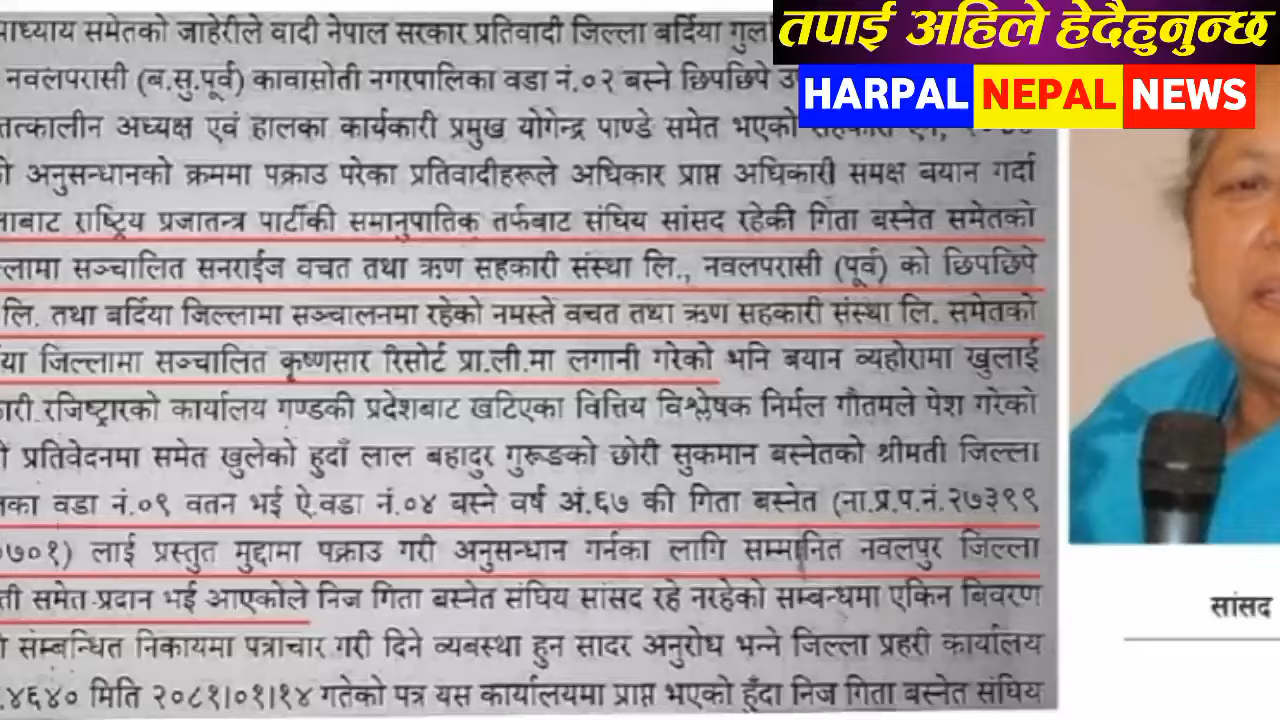 तपाई अहिले हेदैहुनुन्छ
HARPAL NEPAL NEWS
समेतको जाहेरीले वादी नेपाल सरकार प्रतिवादी जिल्ला बर्दिया
नवलपरासी (ब.सु.पूर्व) कावासोती नगरपालिका वडा नं.०२ बस्ने छिपछिपे
तत्कालीन अध्यक्ष एवं हालका कार्यकारी प्रमुख योगेन्द्र पाण्डे समेत भएको
अनुसन्धानको क्रममा पक्राउ परेका प्रतिवादीहरूले अधिकार प्राप्त अधिकारी समक्ष बयान गर्दा
राष्ट्रिय प्रजातन्त्र पार्टीकी समानुपातिक तर्फबाट संघिय सांसद रहेकी गिता बस्नेत समेतको
सञ्चालित सनराईज वचत तथा ऋण सहकारी संस्था लि., नवलपरासी (पूर्व) को छिपछिपे
लि. तथा बर्दिया जिल्लामा सञ्चालनमा रहेको नमस्ते वचत तथा ऋण सहकारी संस्था लि. समेतको
जिल्लामा सञ्चालित कृष्णसार रिसोर्ट प्रा.ली.मा लगानी गरेको भनि बयान व्यहोरामा खुलाई
रजिष्ट्रारको कार्यालय गण्डकी प्रदेशबाट खटिएका वित्तिय विश्लेषक निर्मल गौतमले पेश गरेको
प्रतिवेदनमा समेत खुलेको हुदाँ लाल बहादुर गुरूङको छोरी सुकमान बस्नेतको श्रीमती जिल्ला
वडा नं.०९ वतन भई ऐ.वडा नं.०४ बस्ने वर्ष अं.६७ की गिता बस्नेत (ना.प्र.प.नं.२७३९९
७०१) लाई प्रस्तुत मुद्दामा पक्राउ गरी अनुसन्धान गर्नका लागि सम्मानित नवलपुर जिल्ला
समेत प्रदान भई आएकोले निज गिता बस्नेत संघिय सांसद रहे नरहेको सम्बन्धमा एकिन बिवरण
संम्बन्धित निकायमा पत्राचार गरी दिने व्यवस्था हुन सादर अनुरोध भन्ने जिल्ला प्रहरी कार्यालय
.४६४० मिति २०८१।०१।१४ गतेको पत्र यस कार्यालयमा प्राप्त भएको हुँदा निज गिता बस्नेत संघिय
सांसद